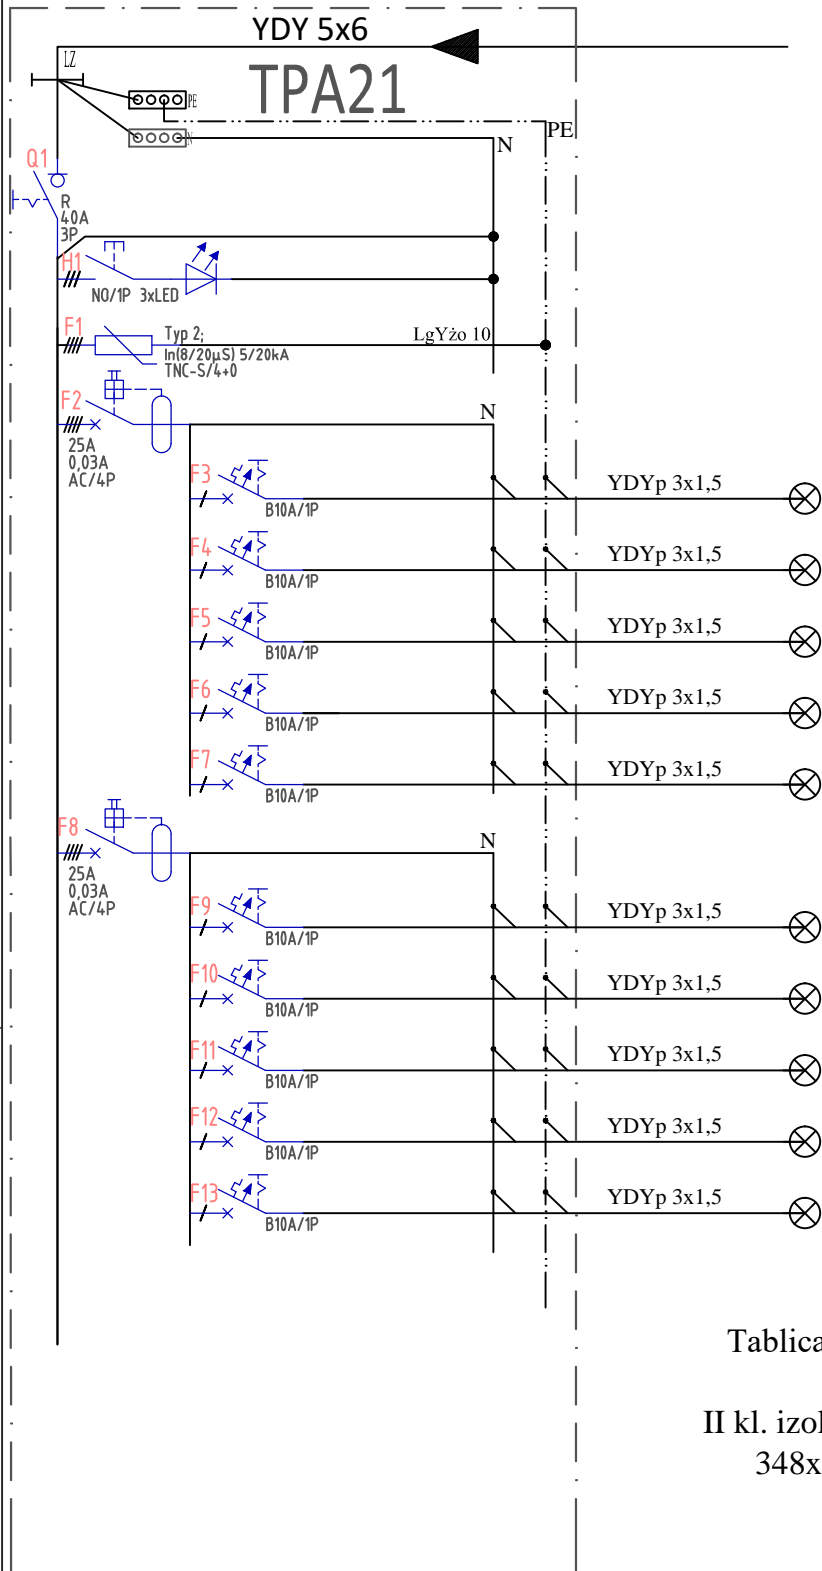 YDY 5x6
LZ
TPA21
PE
N
PE
N
Q1
R
40A
3P
H1
NO/1P 3xLED
F1
Typ 2;
In(8/20µS) 5/20kA
TNC-S/4+0
LgYżo 10
F2
25A
0,03A
AC/4P
N
F3
B10A/1P
YDYp 3x1,5
F4
B10A/1P
YDYp 3x1,5
F5
B10A/1P
YDYp 3x1,5
F6
B10A/1P
YDYp 3x1,5
F7
B10A/1P
YDYp 3x1,5
F8
25A
0,03A
AC/4P
N
F9
B10A/1P
YDYp 3x1,5
F10
B10A/1P
YDYp 3x1,5
F11
B10A/1P
YDYp 3x1,5
F12
B10A/1P
YDYp 3x1,5
F13
B10A/1P
YDYp 3x1,5
Tablica
II kl. izol
348x